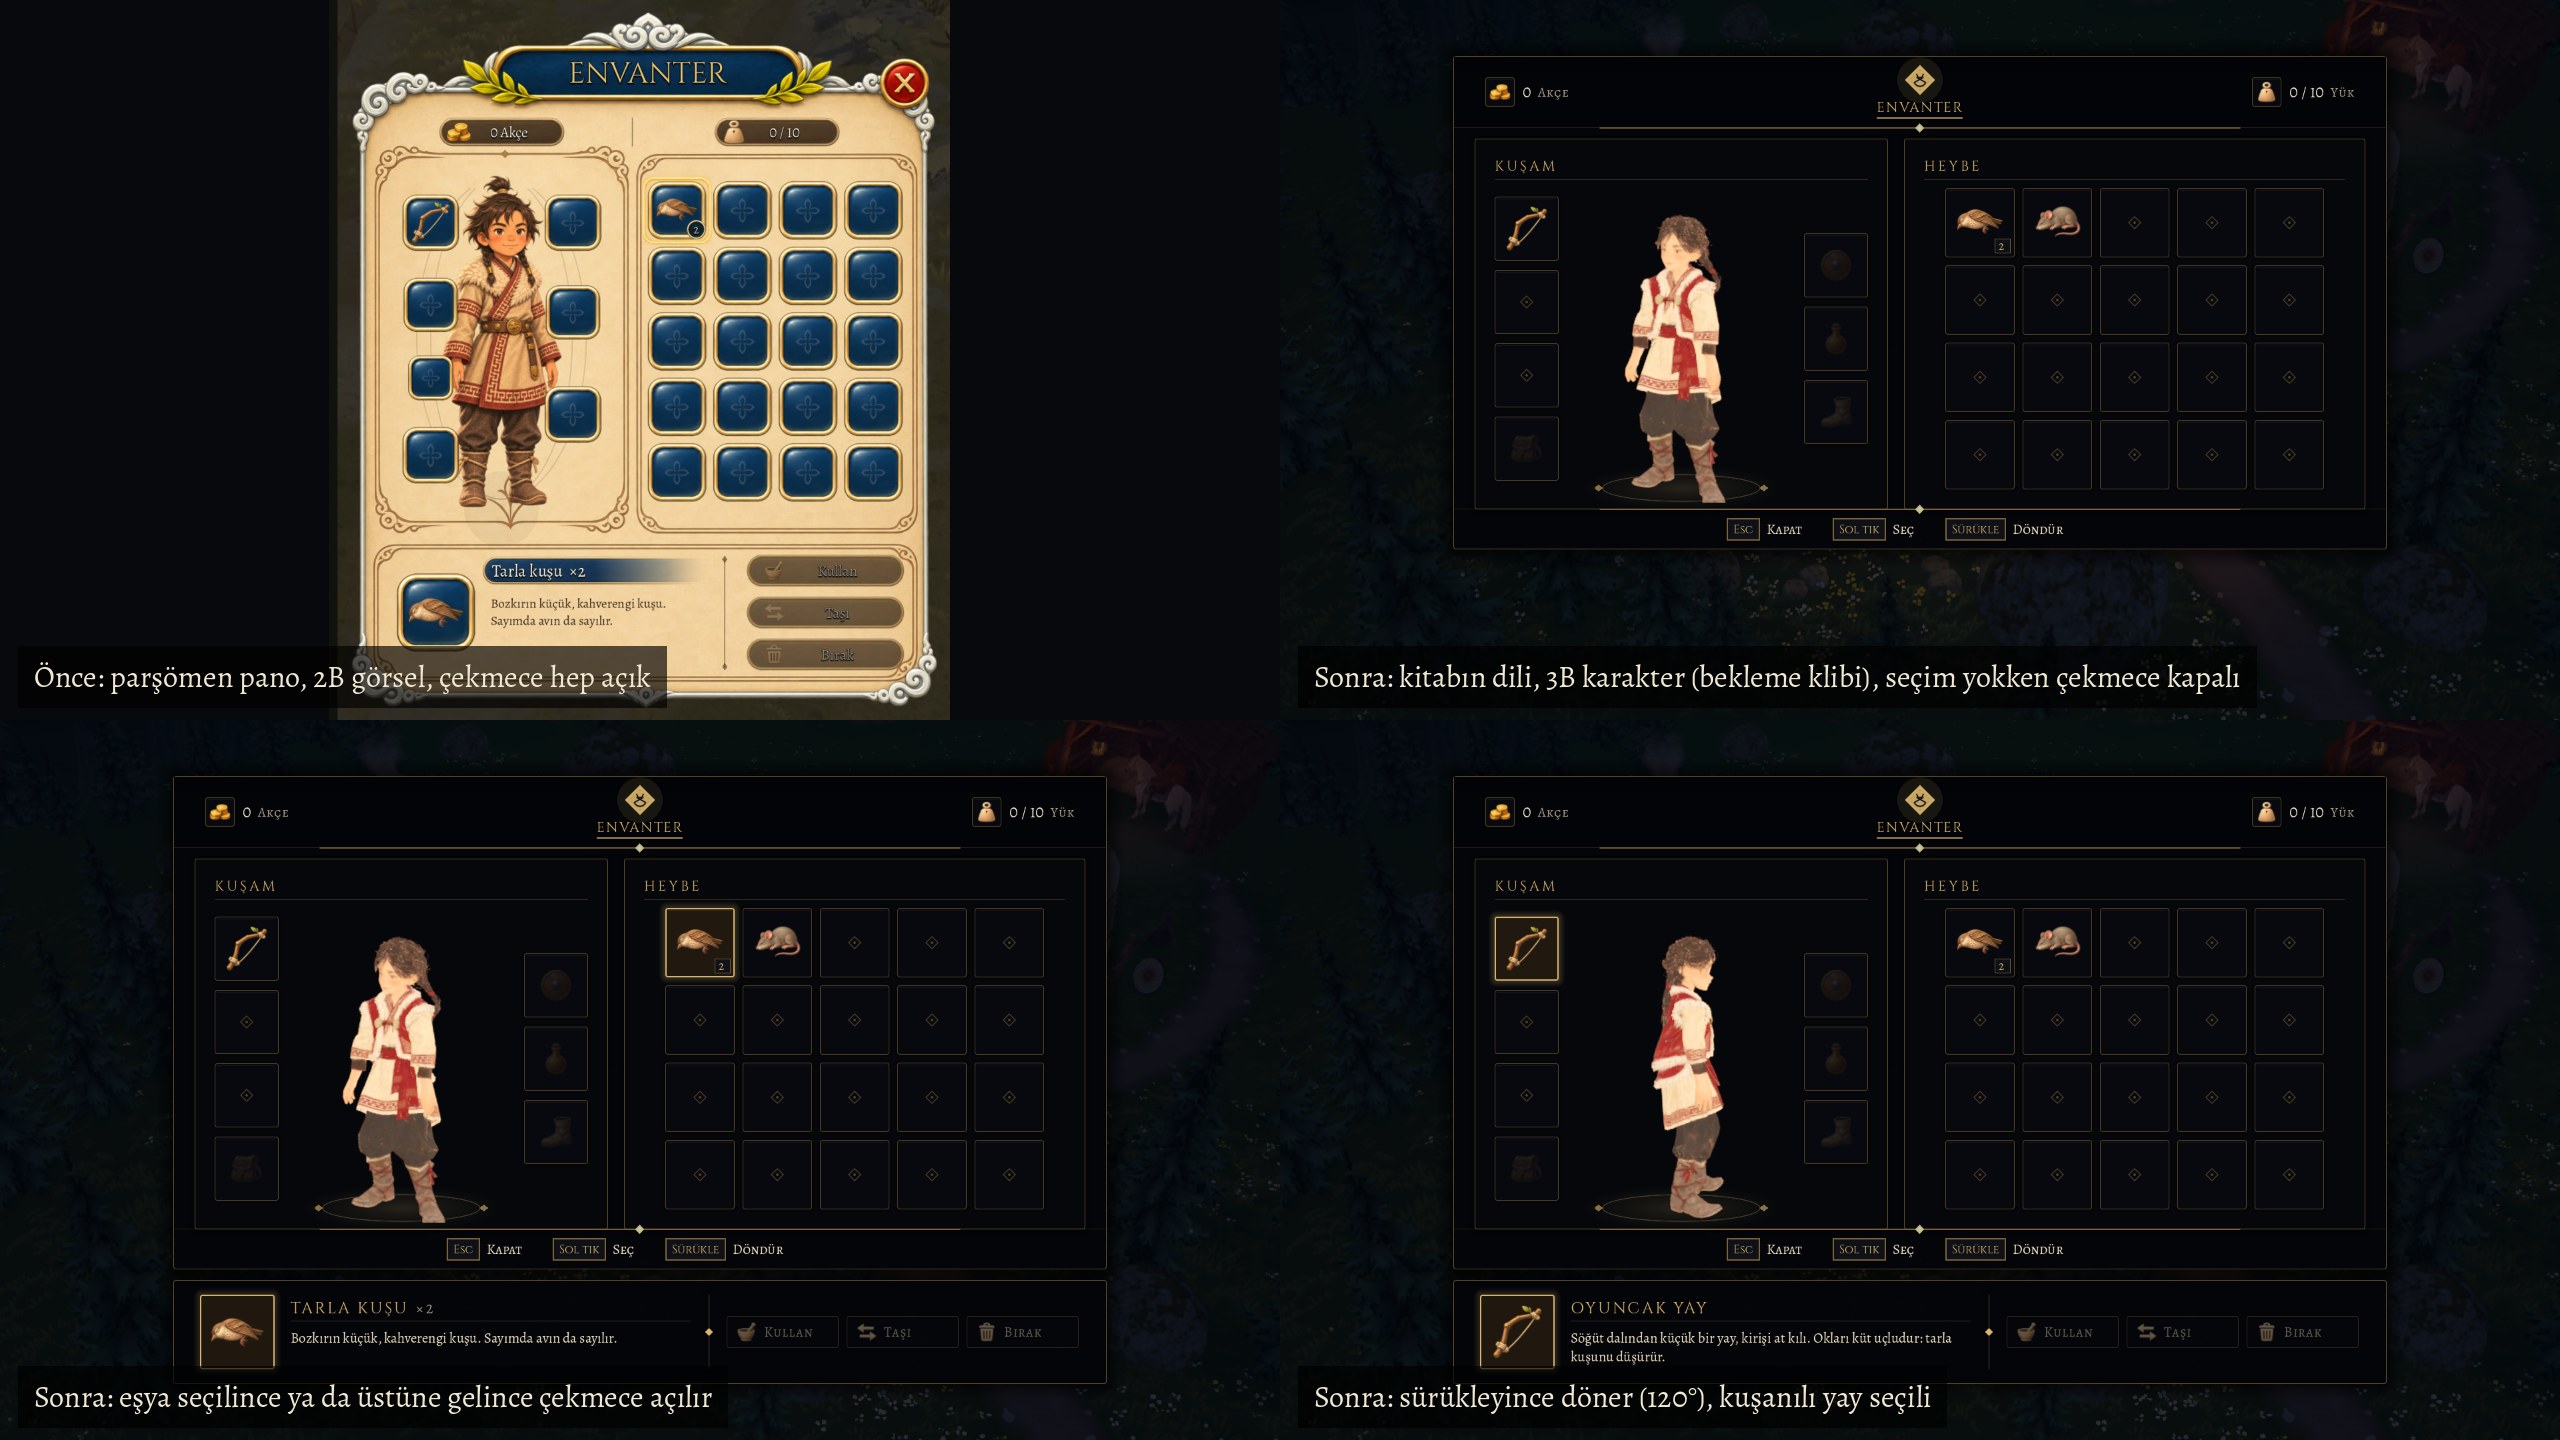 ENVANTER
0 Akçe
0 / 10
2
Tarla kuşu ×2
Bozkırın küçük, kahverengi kuşu.
Sayımda avın da sayılır.
Kullan
Taşı
Bırak
Önce: parşömen pano, 2B görsel, çekmece hep açık
0 AKÇE
ENVANTER
0 / 10 YÜK
KUŞAM
HEYBE
2
ESC KAPAT SOL TIK SEÇ SÜRÜKLE DÖNDÜR
Sonra: kitabın dili, 3B karakter (bekleme klibi), seçim yokken çekmece kapalı
0 AKÇE
ENVANTER
0 / 10 YÜK
KUŞAM
HEYBE
2
ESC KAPAT SOL TIK SEÇ SÜRÜKLE DÖNDÜR
TARLA KUŞU ×2
Bozkırın küçük, kahverengi kuşu. Sayımda avın da sayılır.
KULLAN TAŞI BIRAK
Sonra: eşya seçilince ya da üstüne gelince çekmece açılır
0 AKÇE
ENVANTER
0 / 10 YÜK
KUŞAM
HEYBE
2
ESC KAPAT SOL TIK SEÇ SÜRÜKLE DÖNDÜR
OYUNCAK YAY
Söğüt dalından küçük bir yay, kirişi at kılı. Okları küt uçludur: tarla
kuşunu düşürür.
KULLAN TAŞI BIRAK
Sonra: sürükleyince döner (120°), kuşanılı yay seçili